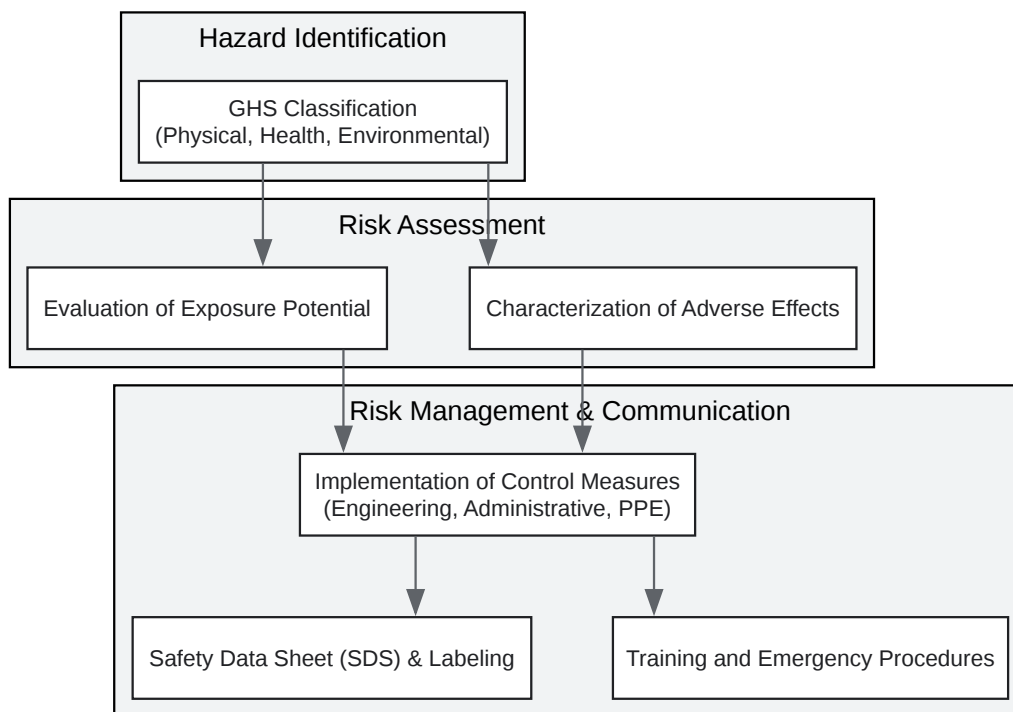 Hazard Identification
GHS Classification
(Physical, Health, Environmental)
Risk Assessment
Evaluation of Exposure Potential
Characterization of Adverse Effects
Risk Management & Communication
Implementation of Control Measures
(Engineering, Administrative, PPE)
Safety Data Sheet (SDS) & Labeling
Training and Emergency Procedures